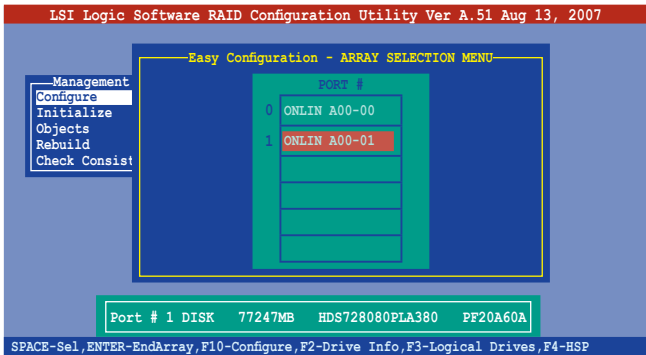 LSI Logic Software RAID Configuration Utility Ver A.51 Aug 13, 2007
Easy Configuration - ARRAY SELECTION MENU
Management
Configure
Initialize
Objects
Rebuild
Check Consist
PORT #
0 ONLIN A00-00
1 ONLIN A00-01
Port # 1 DISK 77247MB HDS728080PLA380 PF20A60A
SPACE-Sel,ENTER-EndArray,F10-Configure,F2-Drive Info,F3-Logical Drives,F4-HSP